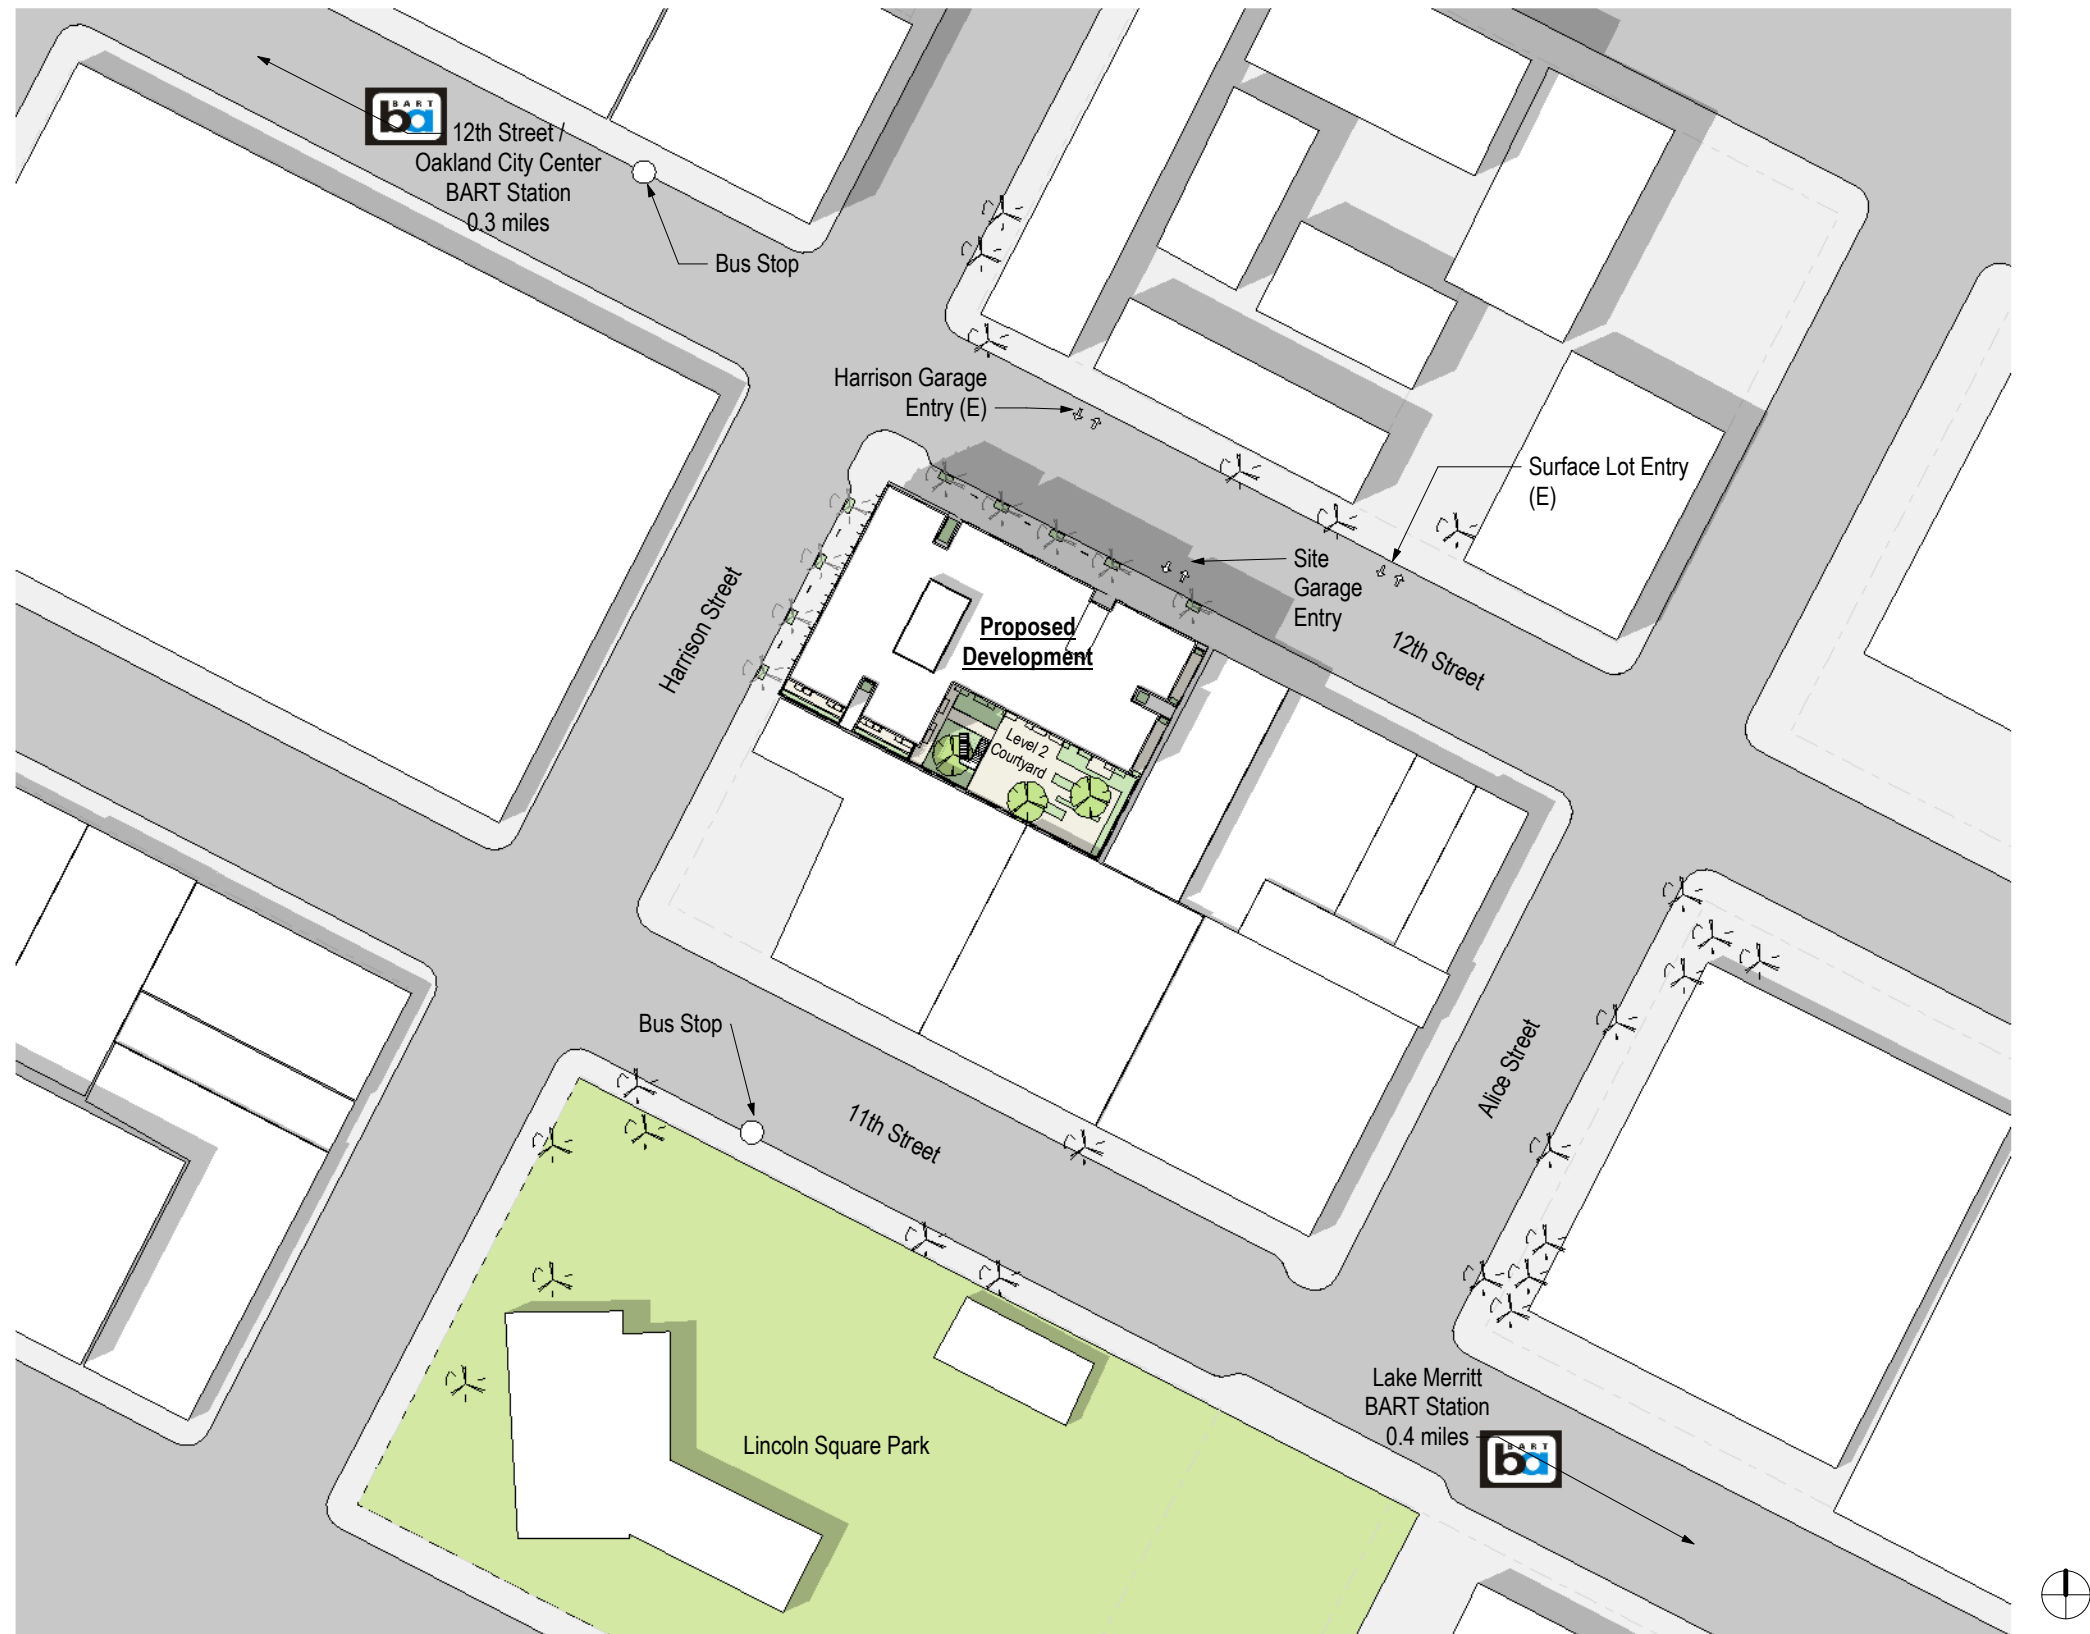 BART
ba
12th Street /
Oakland City Center
BART Station
0.3 miles
Bus Stop
Harrison Garage
Entry (E)
Surface Lot Entry
(E)
Site
Garage
Entry
Harrison Street
Proposed
Development
12th Street
Level 2
Courtyard
Bus Stop
11th Street
Alice Street
Lake Merritt
BART Station
0.4 miles
BART
ba
Lincoln Square Park